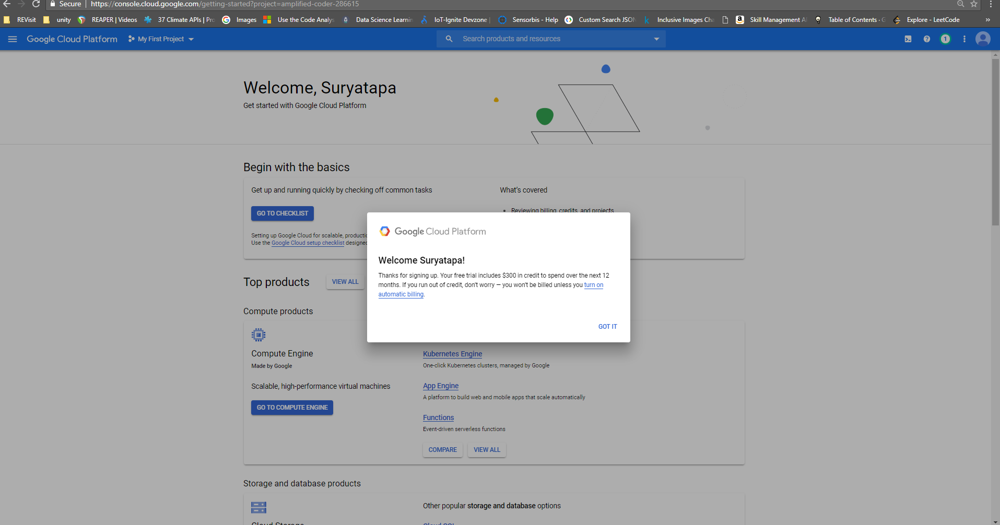 Secure https://console.cloud.google.com/getting-started?project=amplified-coder-286615
REVisit unity REAPER | Videos 37 Climate APIs | Pro Images Use the Code Analys Data Science Learnin IoT-Ignite Devzone | Sensorbis - Help Custom Search JSON Inclusive Images Cha Skill Management A Table of Contents · G Explore - LeetCode »
Google Cloud Platform My First Project Search products and resources 1
Welcome, Suryatapa
Get started with Google Cloud Platform
Begin with the basics
Get up and running quickly by checking off common tasks What's covered
GO TO CHECKLIST • Reviewing billing, credits, and projects
Setting up Google Cloud for scalable, producti
Use the Google Cloud setup checklist designed
Google Cloud Platform
Welcome Suryatapa!
Thanks for signing up. Your free trial includes $300 in credit to spend over the next 12
months. If you run out of credit, don't worry — you won't be billed unless you turn on
automatic billing.
GOT IT
Top products VIEW ALL
Compute products
Compute Engine
Made by Google
Scalable, high-performance virtual machines
GO TO COMPUTE ENGINE
Kubernetes Engine
One-click Kubernetes clusters, managed by Google
App Engine
A platform to build web and mobile apps that scale automatically
Functions
Event-driven serverless functions
COMPARE VIEW ALL
Storage and database products
Other popular storage and database options
Cloud Storage
Cloud SQL